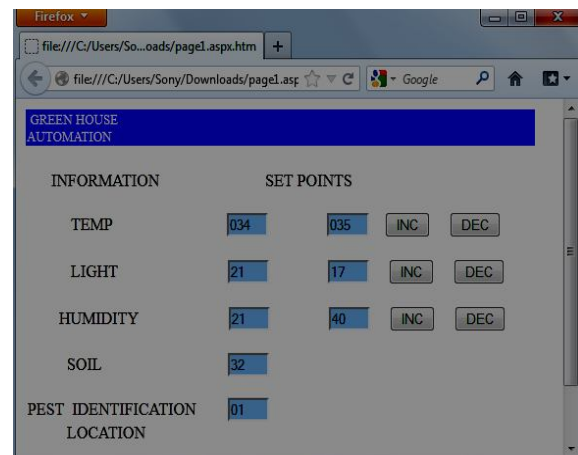 Firefox
file:///C:/Users/So...oads/page1.aspx.htm +
file:///C:/Users/Sony/Downloads/page1.asp Google
GREEN HOUSE
AUTOMATION
INFORMATION SET POINTS
TEMP 034 035 INC DEC
LIGHT 21 17 INC DEC
HUMIDITY 21 40 INC DEC
SOIL 32
PEST IDENTIFICATION 01
LOCATION